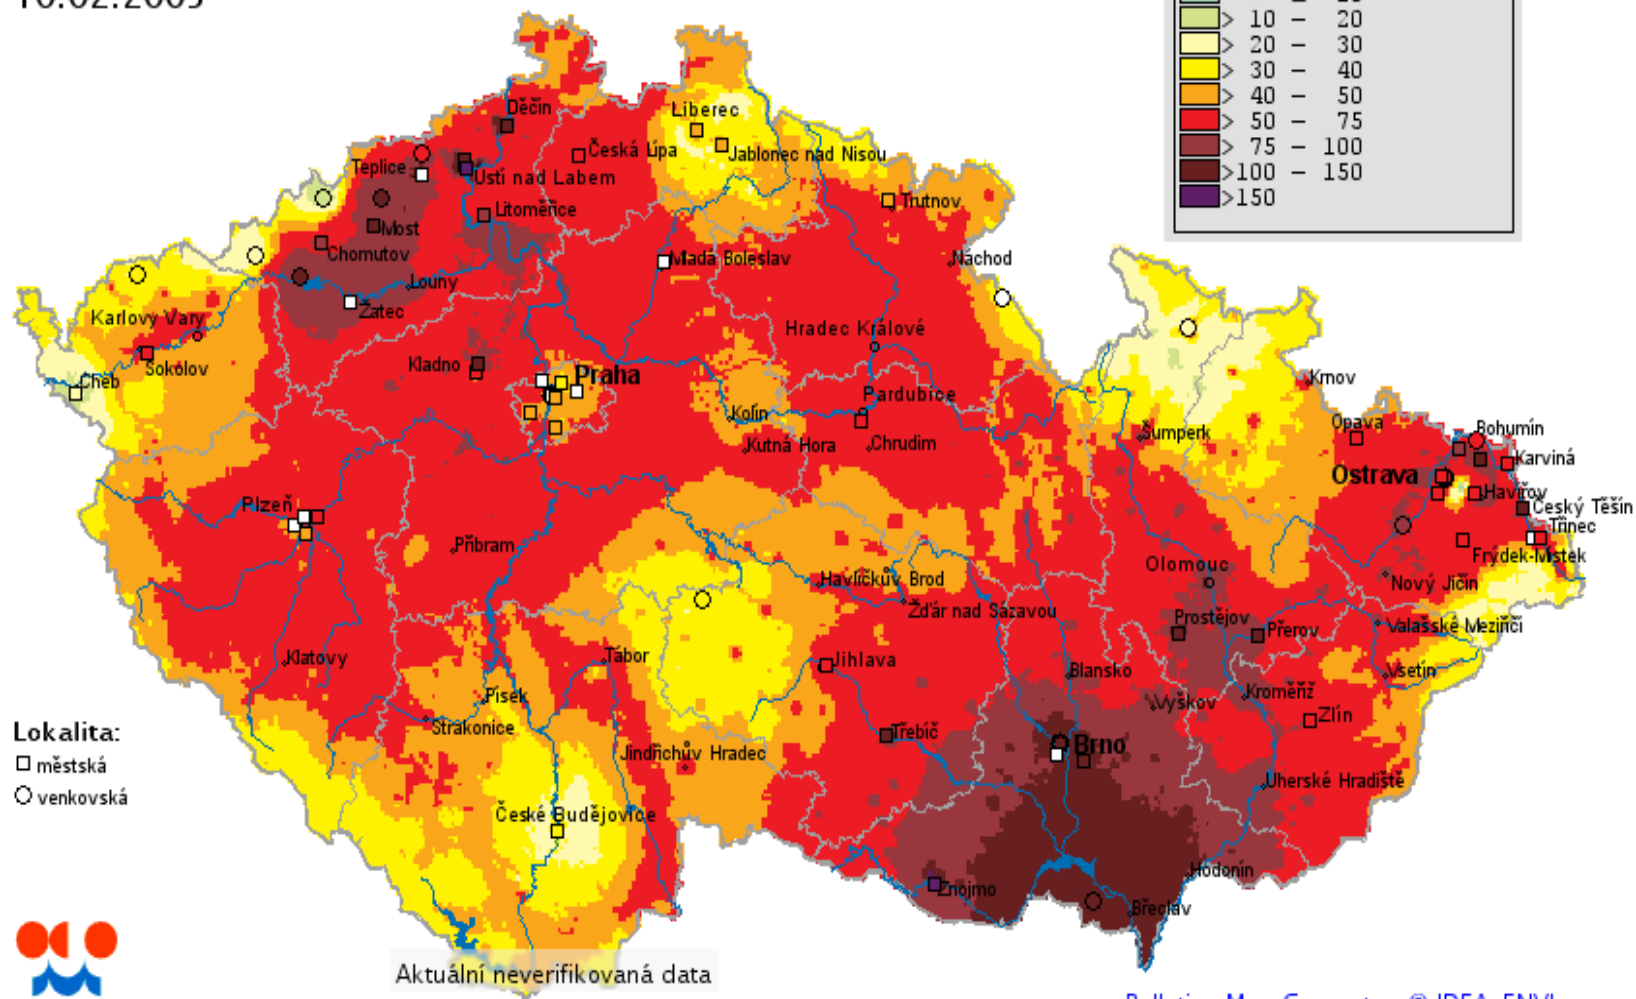 > 10 – 20
> 20 – 30
> 30 – 40
> 40 – 50
> 50 – 75
> 75 – 100
>100 – 150
>150
Děčín
Liberec
Česká Lípa
Jablonec nad Nisou
Teplice
Ústí nad Labem
Litoměřice
Trutnov
Most
Chomutov
Mladá Boleslav
Náchod
Louny
Žatec
Karlovy Vary
Hradec Králové
Sokolov
Kladno
Praha
Cheb
Krnov
Pardubice
Kolín
Kutná Hora
Chrudim
Šumperk
Opava
Bohumín
Karviná
Ostrava
Havířov
Český Těšín
Třinec
Plzeň
Příbram
Frýdek-Místek
Olomouc
Nový Jičín
Havlíčkův Brod
Žďár nad Sázavou
Prostějov
Přerov
Valašské Meziříčí
Klatovy
Tábor
Jihlava
Blansko
Vsetín
Písek
Kroměříž
Vyškov
Zlín
Strakonice
Třebíč
Brno
Jindřichův Hradec
Uherské Hradiště
České Budějovice
Lokalita:
městská
venkovská
Hodonín
Znojmo
Břeclav
Aktuální neverifikovaná data